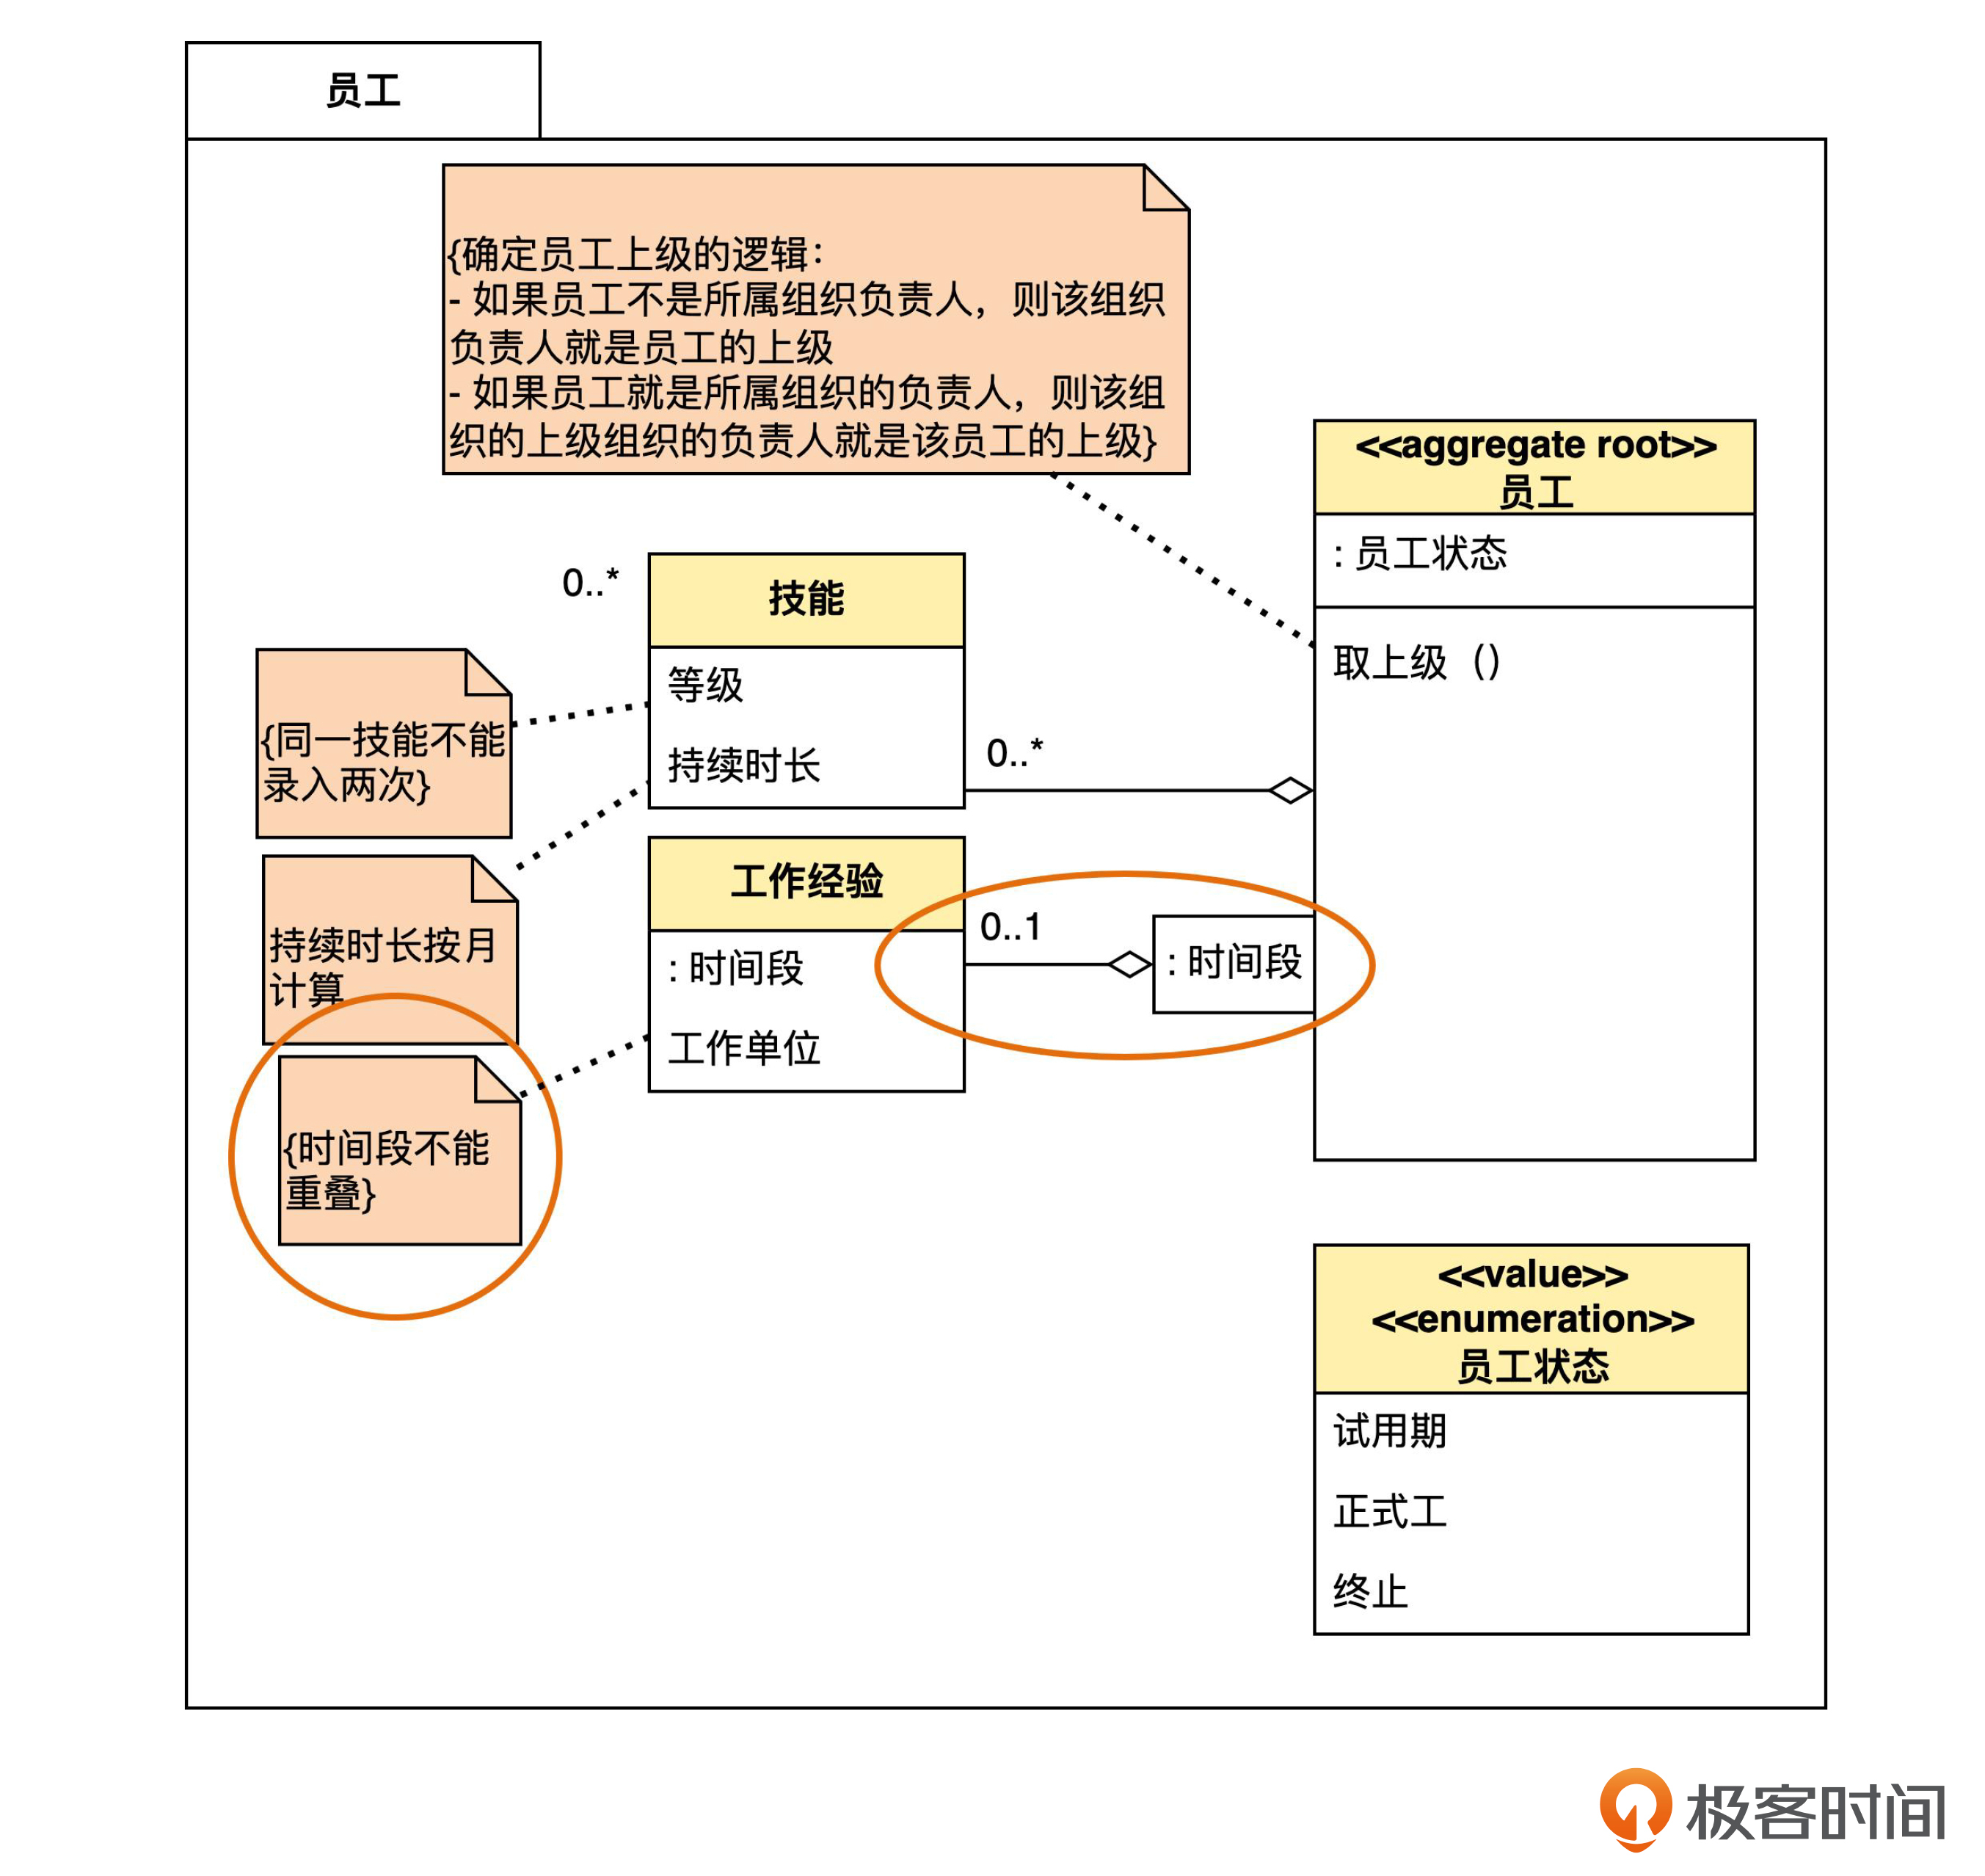 员工
{确定员工上级的逻辑：
- 如果员工不是所属组织负责人，则该组织
负责人就是员工的上级
- 如果员工就是所属组织的负责人，则该组
织的上级组织的负责人就是该员工的上级}
<<aggregate root>>
员工
: 员工状态
取上级（）
0..*
技能
等级
持续时长
0..*
{同一技能不能
录入两次}
持续时长按月
计算
工作经验
: 时间段
工作单位
0..1
: 时间段
{时间段不能
重叠}
<<value>>
<<enumeration>>
员工状态
试用期
正式工
终止
极客时间